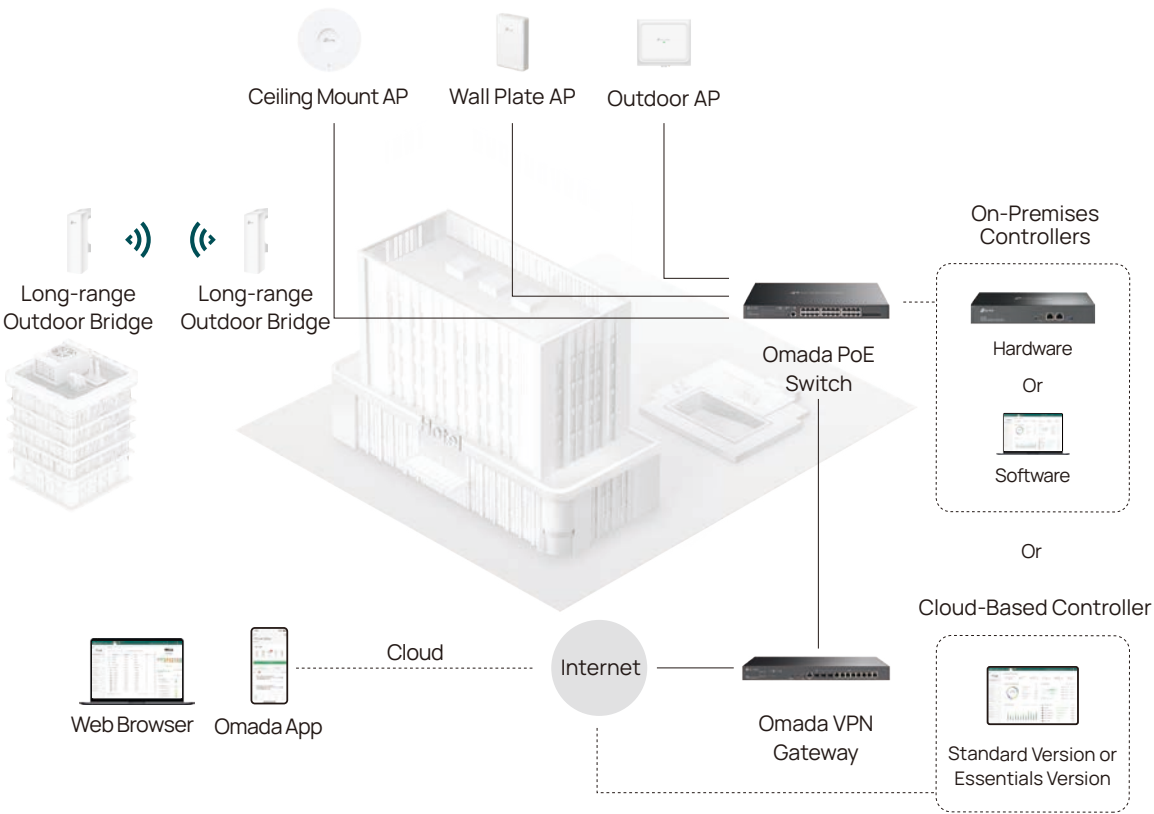 Ceiling Mount AP
Wall Plate AP
Outdoor AP
Long-range
Outdoor Bridge
Long-range
Outdoor Bridge
Hotel
On-Premises
Controllers
Hardware
Or
Software
Omada PoE
Switch
Or
Cloud-Based Controller
Standard Version or
Essentials Version
Web Browser
Omada App
Cloud
Internet
Omada VPN
Gateway